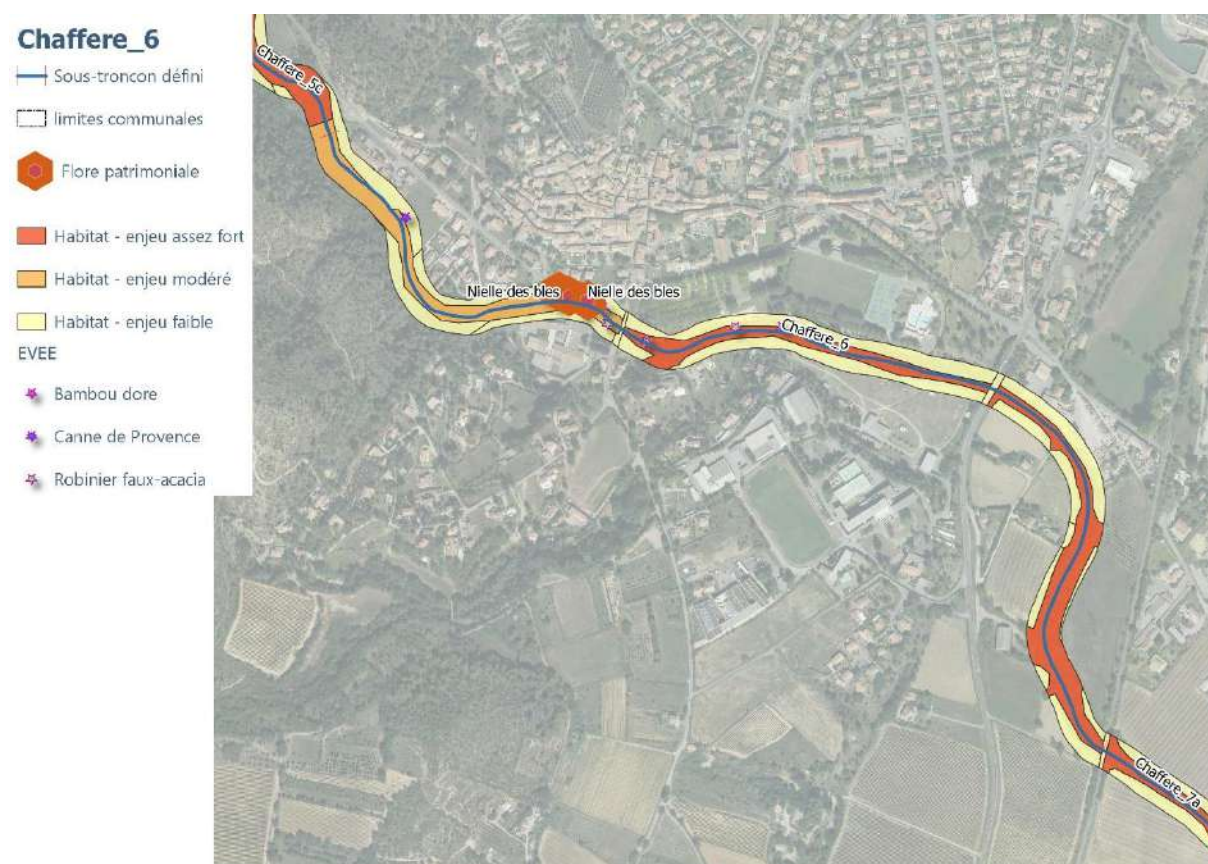 Chaffere_6
Sous-troncon défini
limites communales
Flore patrimoniale
Habitat - enjeu assez fort
Habitat - enjeu modéré
Habitat - enjeu faible
EVEE
Bambou dore
Canne de Provence
Robinier faux-acacia
Chaffere_5c
Nielle des bles
Nielle des bles
Chaffere_6
Chaffere_7a